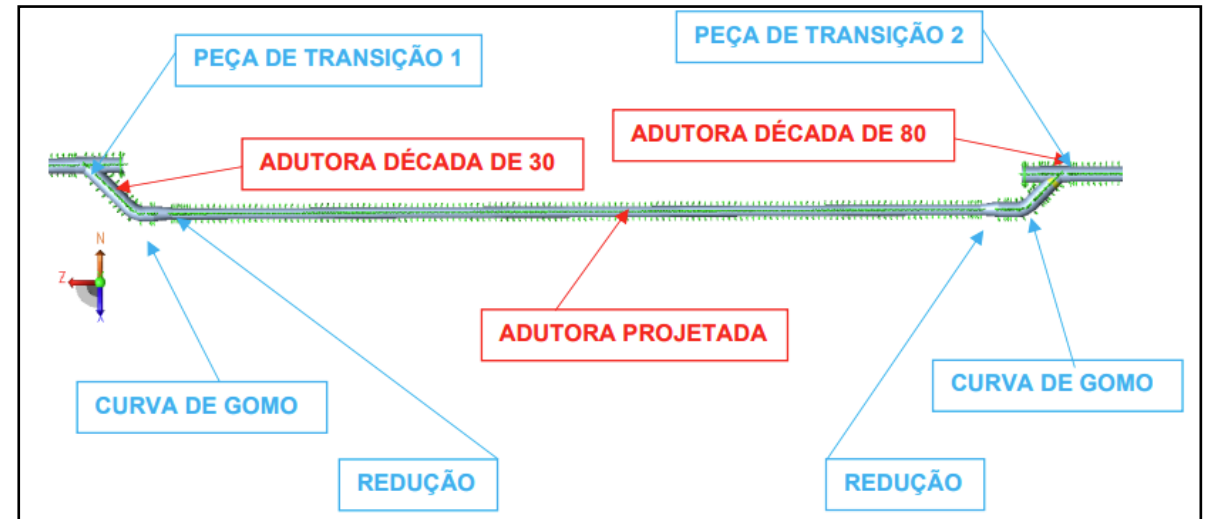 PEÇA DE TRANSIÇÃO 1
PEÇA DE TRANSIÇÃO 2
ADUTORA DÉCADA DE 30
ADUTORA DÉCADA DE 80
N
Z
X
ADUTORA PROJETADA
CURVA DE GOMO
CURVA DE GOMO
REDUÇÃO
REDUÇÃO